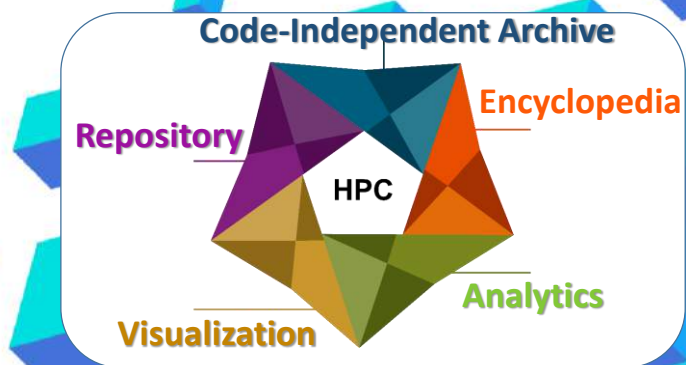 Code-Independent Archive
Encyclopedia
Repository
HPC
Analytics
Visualization